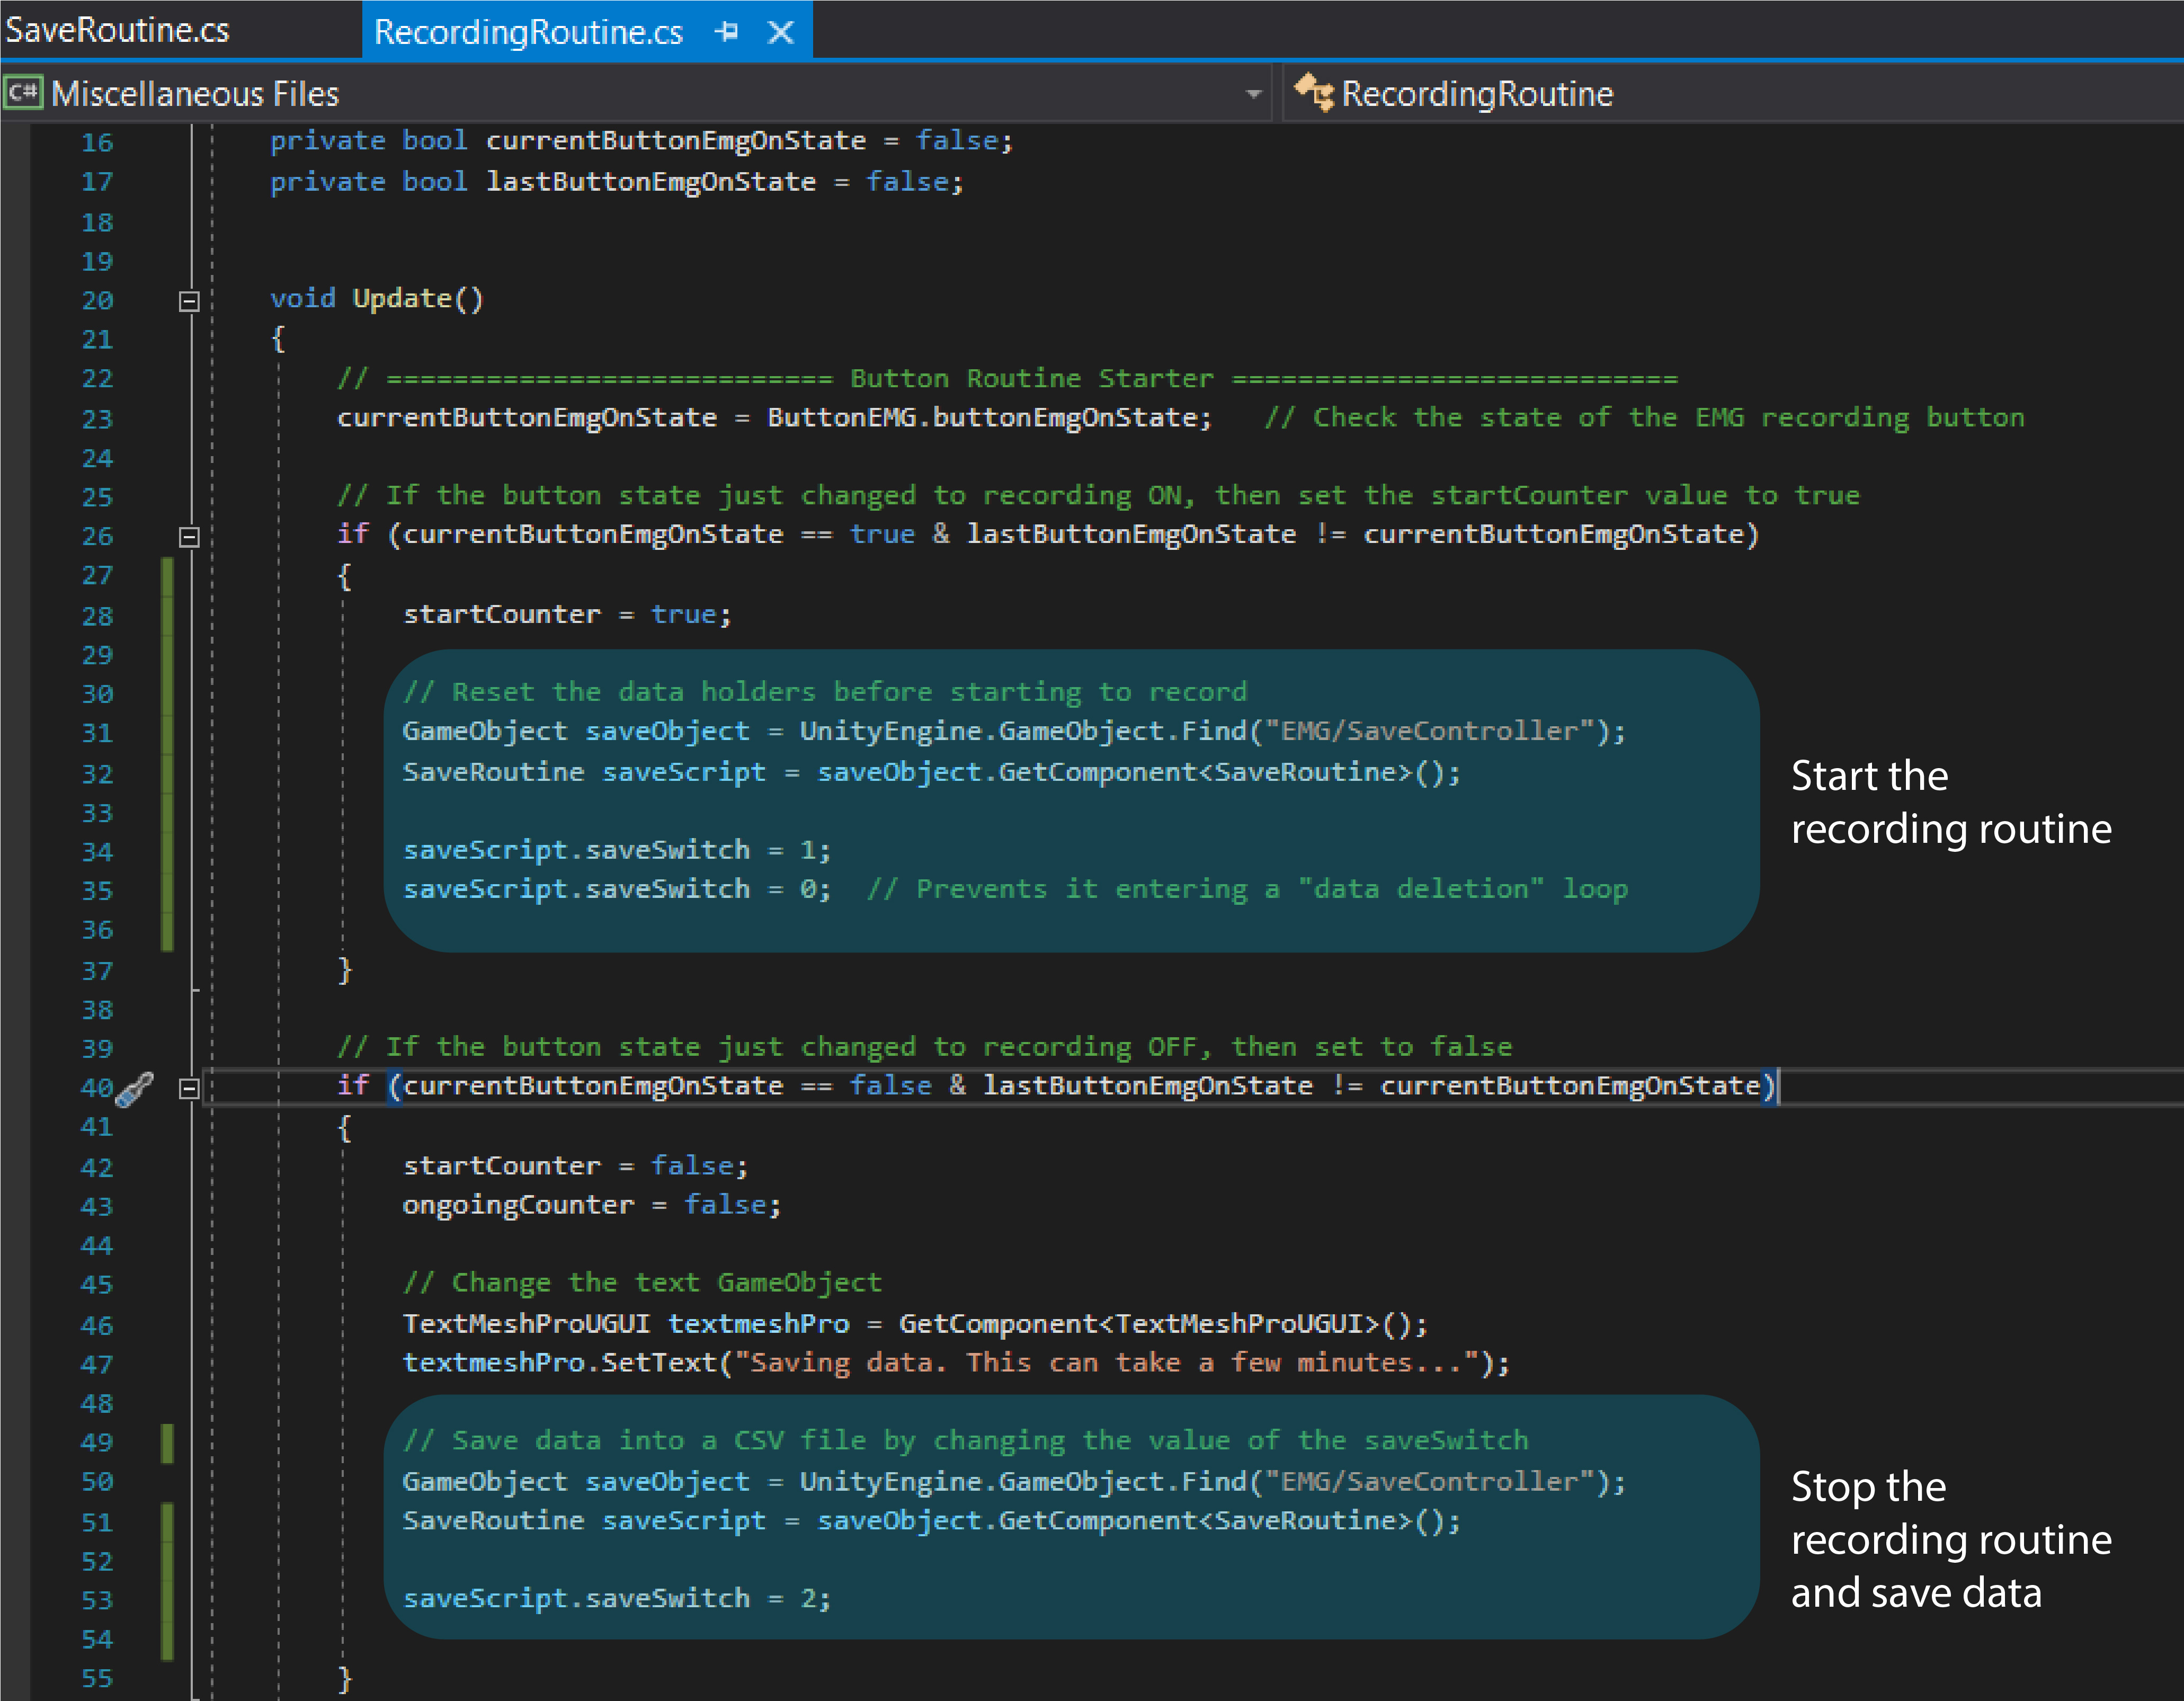 SaveRoutine.cs RecordingRoutine.cs
C# Miscellaneous Files RecordingRoutine
16 private bool currentButtonEmgOnState = false;
17 private bool lastButtonEmgOnState = false;
18
19
20 void Update()
21 {
22 // =========================== Button Routine Starter ===========================
23 currentButtonEmgOnState = ButtonEMG.buttonEmgOnState; // Check the state of the EMG recording button
24
25 // If the button state just changed to recording ON, then set the startCounter value to true
26 if (currentButtonEmgOnState == true & lastButtonEmgOnState != currentButtonEmgOnState)
27 {
28 startCounter = true;
29
30 // Reset the data holders before starting to record
31 GameObject saveObject = UnityEngine.GameObject.Find("EMG/SaveController");
32 SaveRoutine saveScript = saveObject.GetComponent<SaveRoutine>();
33
34 saveScript.saveSwitch = 1;
35 saveScript.saveSwitch = 0; // Prevents it entering a "data deletion" loop
36
37 }
Start the
recording routine
38
39 // If the button state just changed to recording OFF, then set to false
40 if (currentButtonEmgOnState == false & lastButtonEmgOnState != currentButtonEmgOnState)
41 {
42 startCounter = false;
43 ongoingCounter = false;
44
45 // Change the text GameObject
46 TextMeshProUGUI textmeshPro = GetComponent<TextMeshProUGUI>();
47 textmeshPro.SetText("Saving data. This can take a few minutes...");
48
49 // Save data into a CSV file by changing the value of the saveSwitch
50 GameObject saveObject = UnityEngine.GameObject.Find("EMG/SaveController");
51 SaveRoutine saveScript = saveObject.GetComponent<SaveRoutine>();
52
53 saveScript.saveSwitch = 2;
54
55 }
Stop the
recording routine
and save data